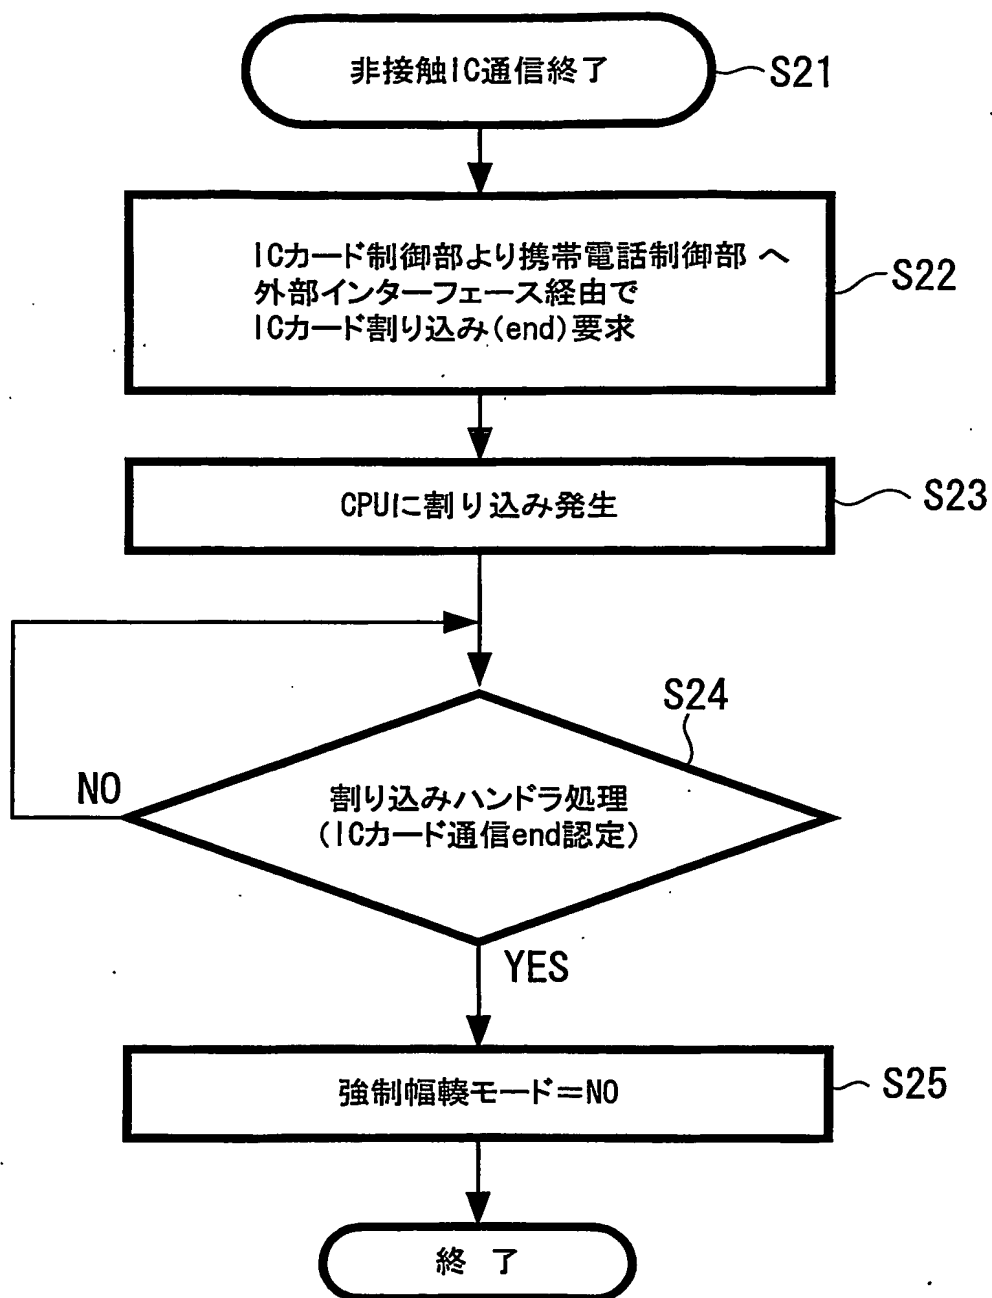 非接触IC通信終了
S21
ICカード制御部より携帯電話制御部 へ
外部インターフェース経由で
ICカード割り込み(end)要求
S22
CPUに割り込み発生
S23
S24
割り込みハンドラ処理
(ICカード通信end認定)
NO
YES
強制幅輳モード=NO
S25
終 了